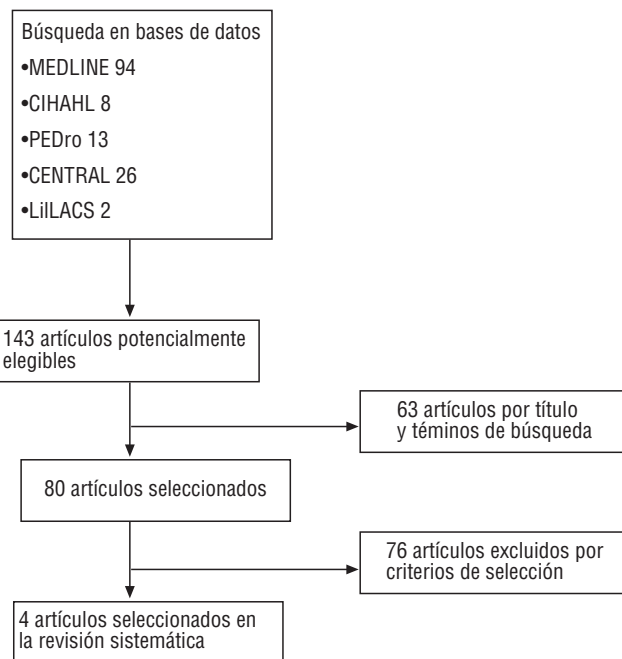 Búsqueda en bases de datos
•MEDLINE 94
•CIHAHL 8
•PEDro 13
•CENTRAL 26
•LilLACS 2
143 artículos potencialmente
elegibles
63 artículos por título
y téminos de búsqueda
80 artículos seleccionados
76 artículos excluidos por
criterios de selección
4 artículos seleccionados en
la revisión sistemática